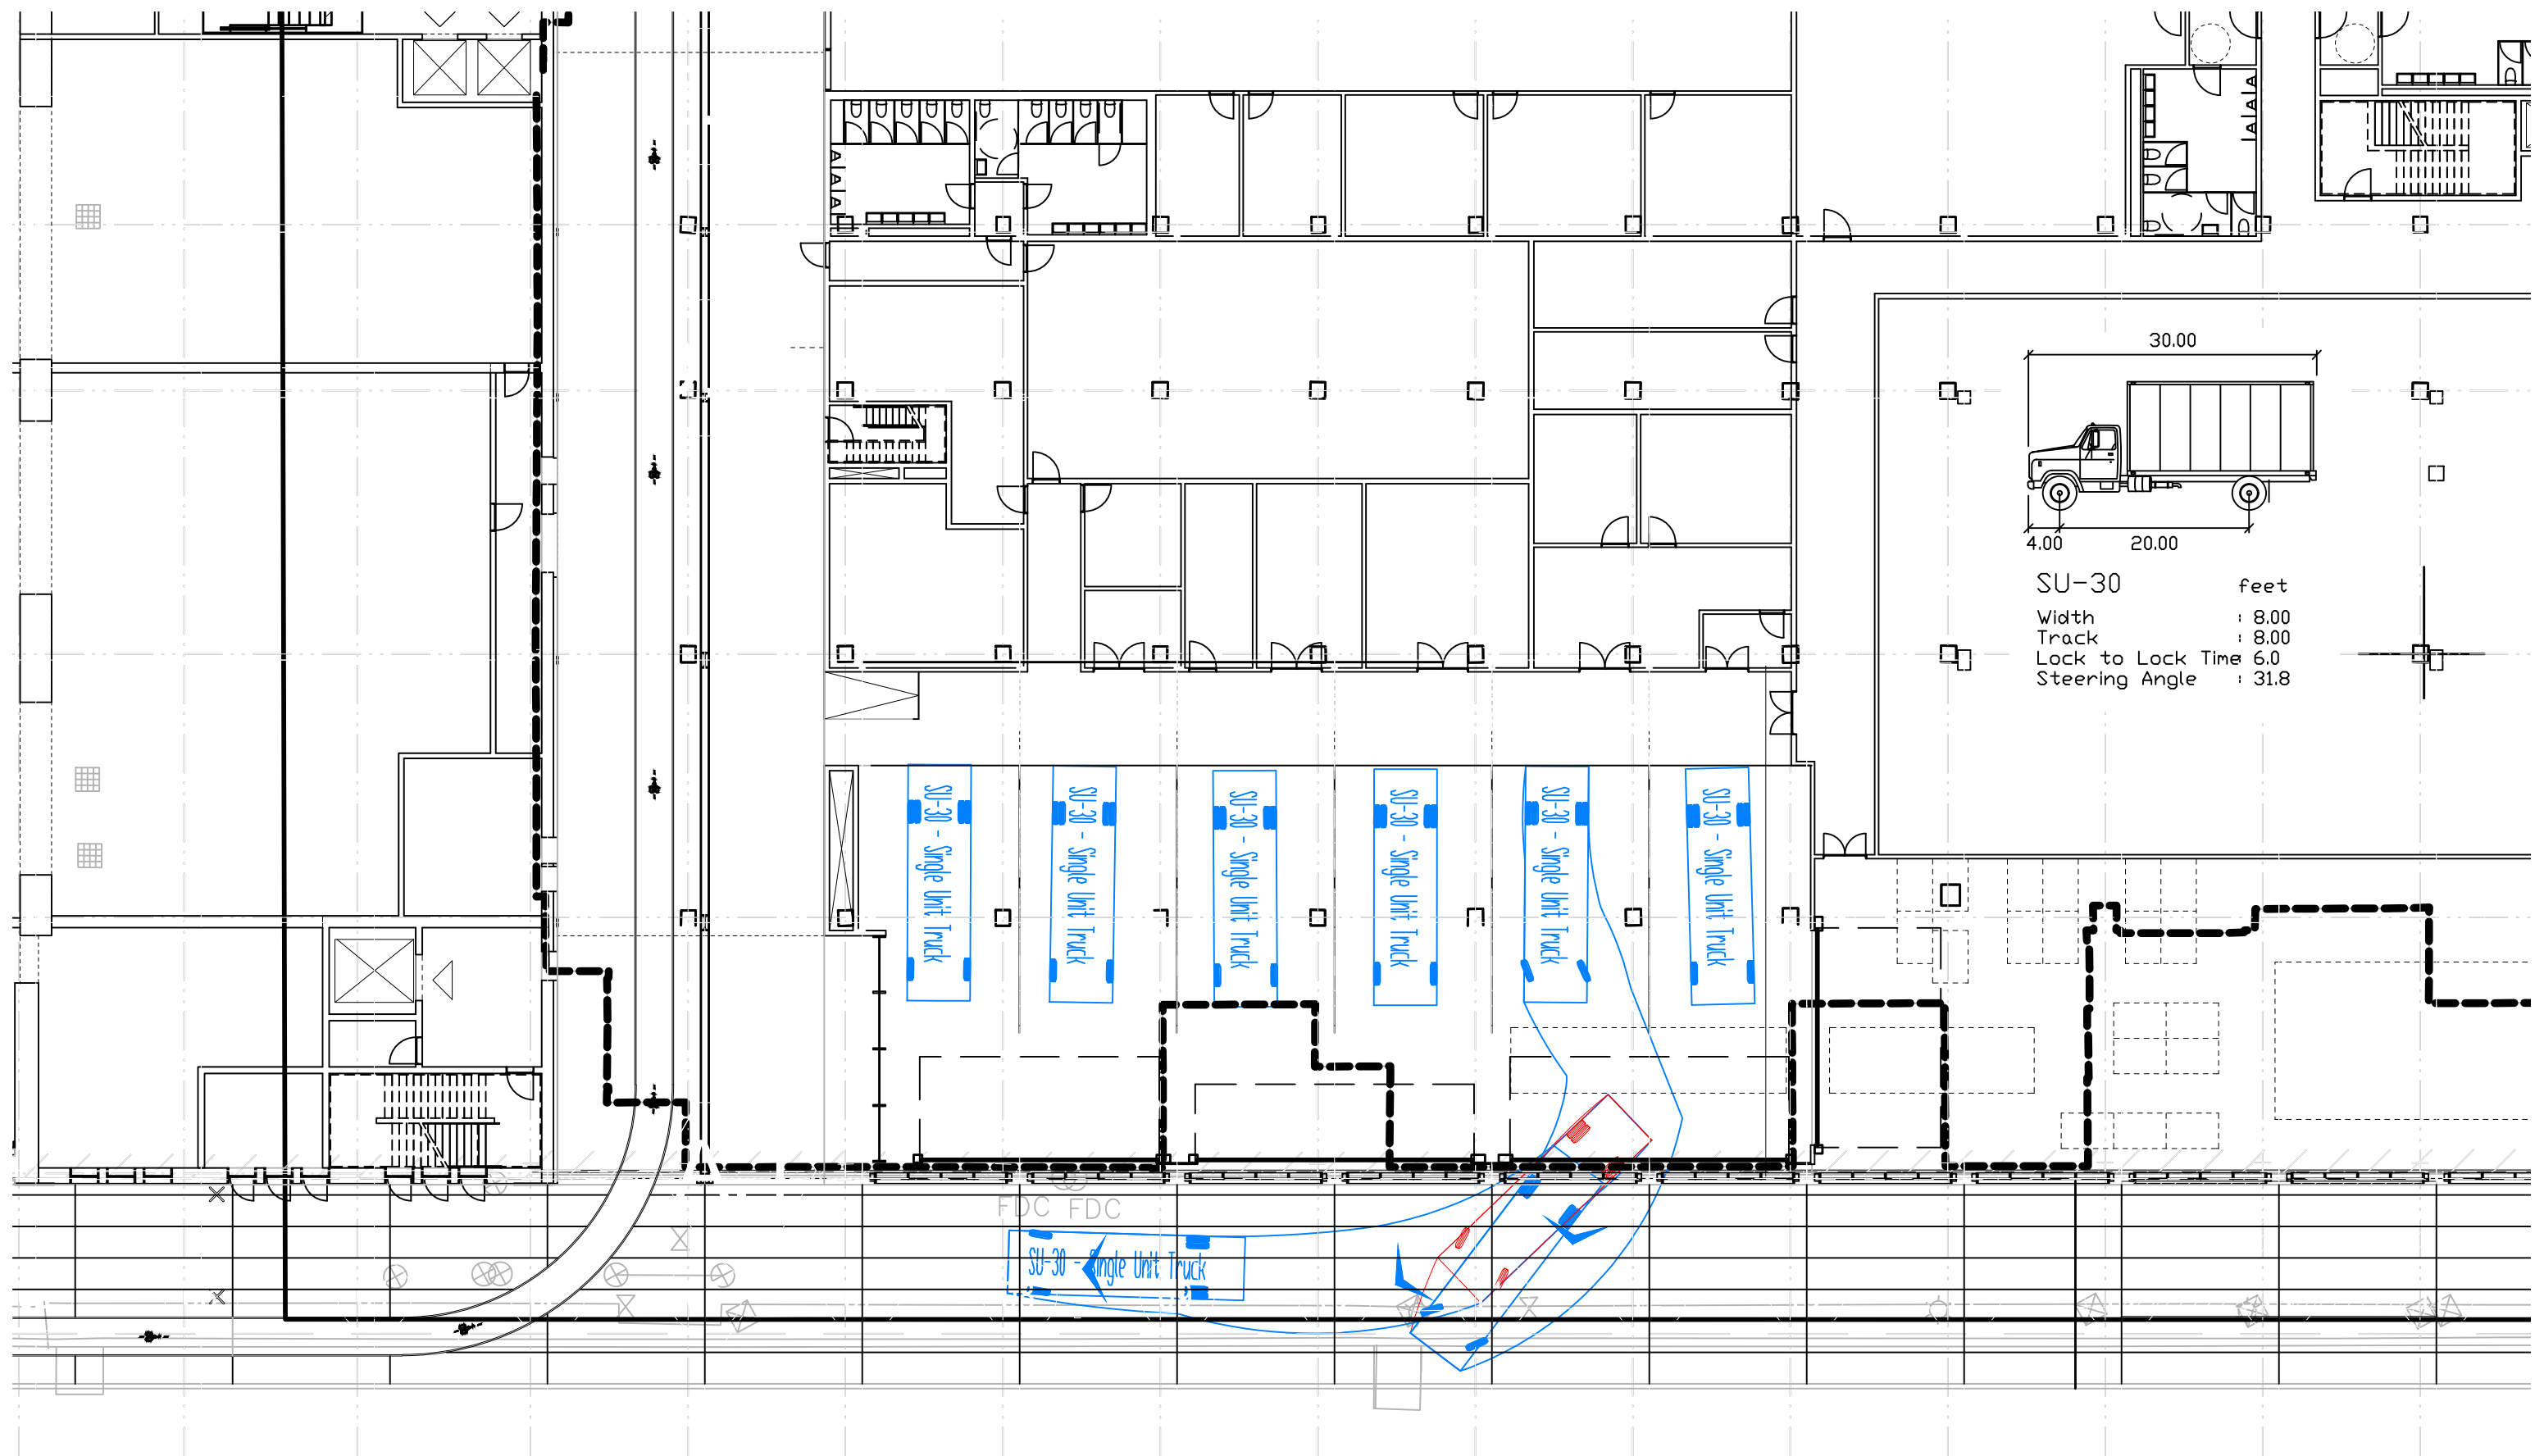 30.00
4.00
20.00
SU-30 feet
Width : 8.00
Track : 8.00
Lock to Lock Time : 6.0
Steering Angle : 31.8
SU-30 - Single Unit Truck
SU-30 - Single Unit Truck
SU-30 - Single Unit Truck
SU-30 - Single Unit Truck
SU-30 - Single Unit Truck
SU-30 - Single Unit Truck
FDC FDC
SU-30 - Single Unit Truck